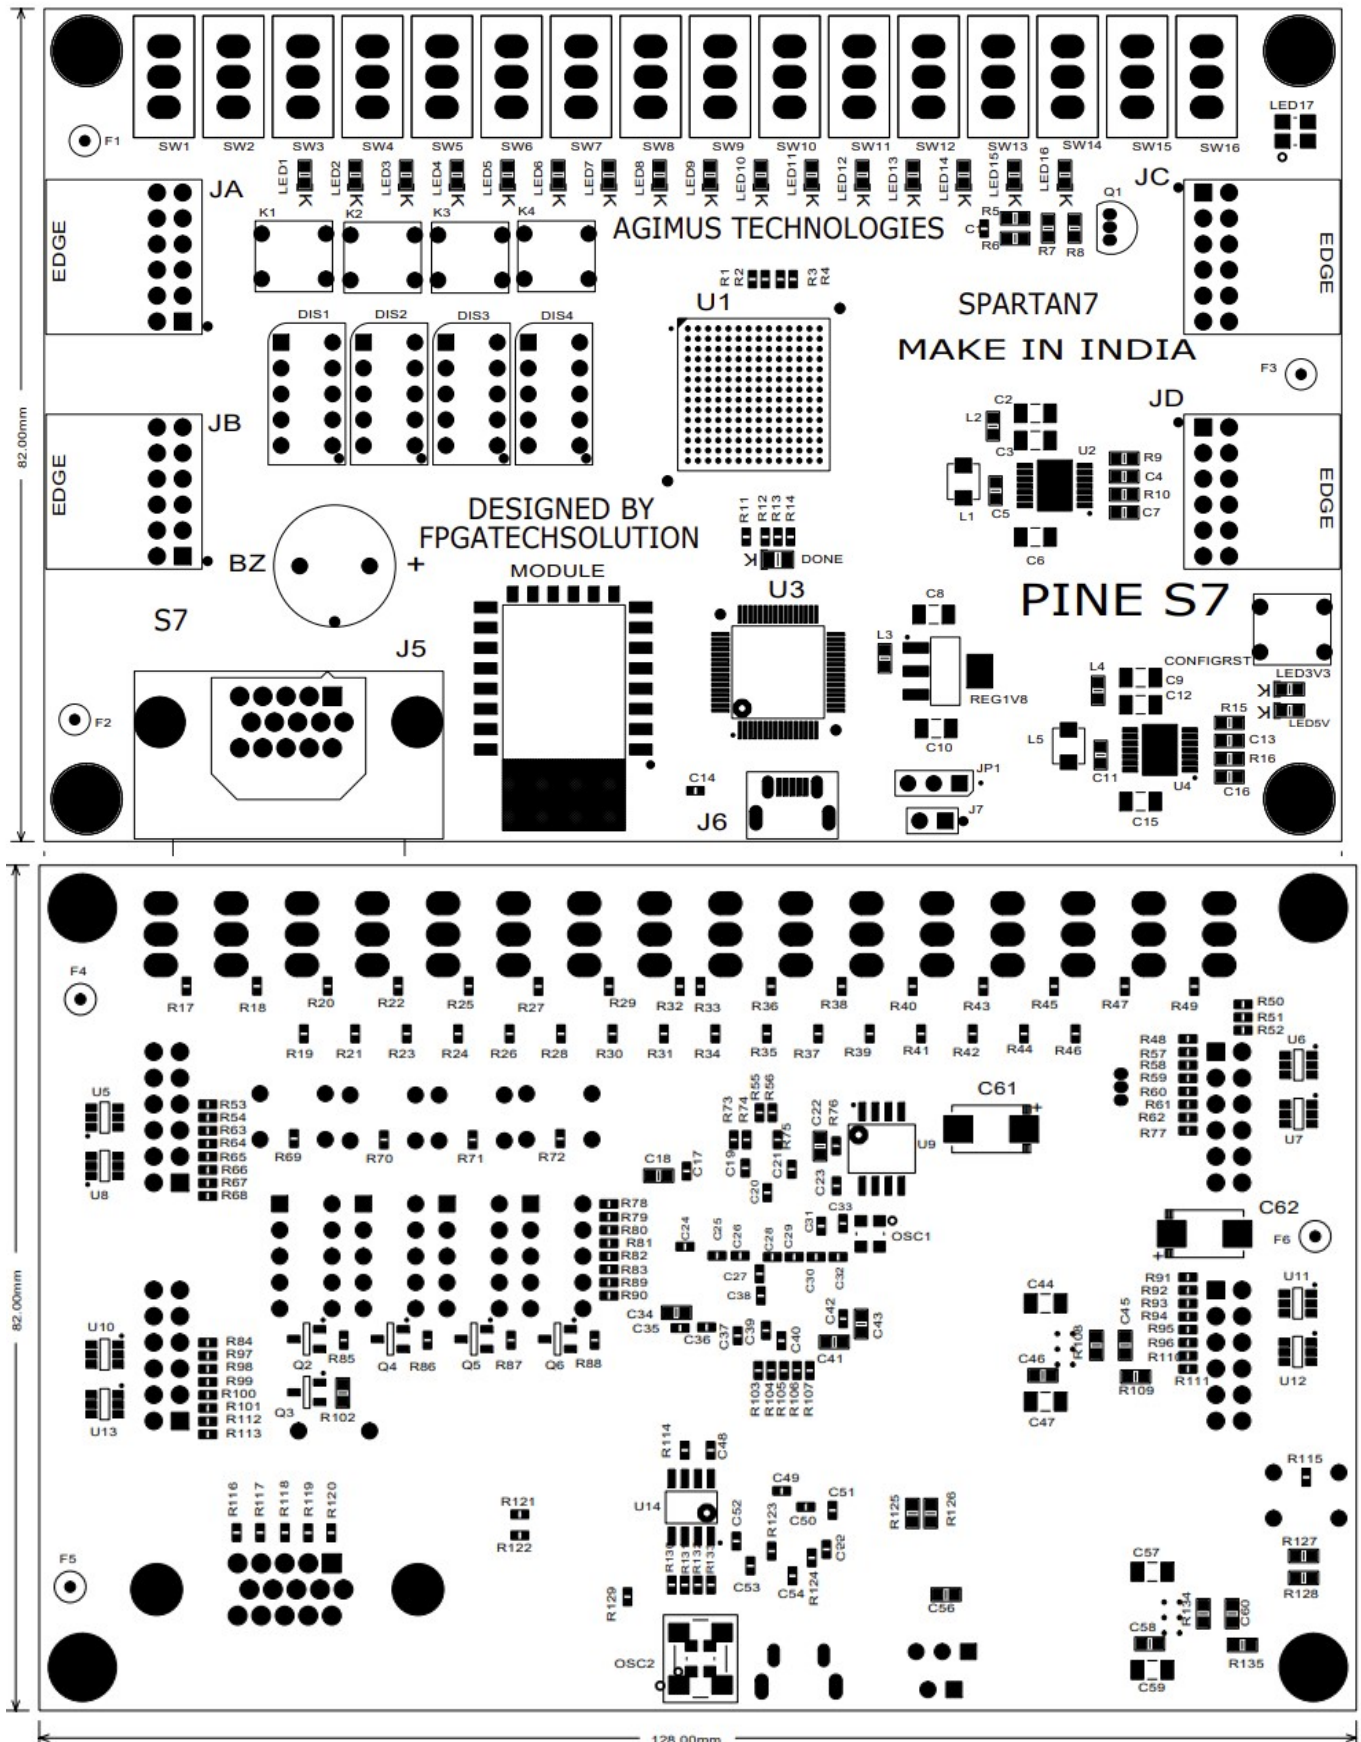 SW1 SW2 SW3 SW4 SW5 SW6 SW7 SW8 SW9 SW10 SW11 SW12 SW13 SW14 SW15 SW16
LED17
F1
LED1 LED2 LED3 LED4 LED5 LED6 LED7 LED8 LED9 LED10 LED11 LED12 LED13 LED14 LED15 LED16
K K K K K K K K K K K K K K K K
JA
JC
EDGE
K1 K2 K3 K4
AGIMUS TECHNOLOGIES
C1 R5 R6 R7 R8 Q1
EDGE
R1 R2 R3 R4
U1
SPARTAN7
DIS1 DIS2 DIS3 DIS4
MAKE IN INDIA
F3
JB
JD
82.00mm
EDGE
L2 C2 C3 U2 R9 C4 R10 C7
L1 C5 C6
EDGE
DESIGNED BY
FPGATECHSOLUTION
R11 R12 R13 R14
K DONE
BZ +
MODULE
U3
C8
PINE S7
S7
J5
L3
REG1V8
C10
CONFIGRST
LED3V3
K
K
LED5V
L4 C9 C12
F2
L5 C11 U4 R15 C13 R16 C16
C15
C14
J6
JP1
J7
F4
R17 R18 R20 R22 R25 R27 R29 R32 R33 R36 R38 R40 R43 R45 R47 R49
R50
R51
R52
R19 R21 R23 R24 R26 R28 R30 R31 R34 R35 R37 R39 R41 R42 R44 R46
R48
R57
R58
R59
R60
R61
R62
R77
U6
U7
U5
U8
R53
R54
R63
R64
R65
R66
R67
R68
R69 R70 R71 R72
R73 R74 R55 R56 R75 C22 R76
C61
+
U9
C18 C17 C19 C20 C21 C23
R78
R79
R80
R81
R82
R83
R89
R90
C24 C25 C26 C28 C29 C31 C33
OSC1
C30 C32
C27
C38
C62
+
F6
82.00mm
C34
C35 C36 C37 C39 C40 C42 C43
C41
C44
C45
R108
C46
C47
R109
R91
R92
R93
R94
R95
R96
R110
R111
U11
U12
U10
U13
R84
R97
R98
R99
R100
R101
R112
R113
Q2 R85 Q4 R86 Q5 R87 Q6 R88
Q3 R102
R103 R104 R105 R106 R107
R114 C48
R115
R116 R117 R118 R119 R120
R121
R122
U14
C49
C50 C51
C52 R123
R125 R126
F5
R130 R131 R132 R133
C53 C54 R124
R129
C56
C57
R134 C60
C58
C59
R135
R127
R128
OSC2
128.00mm